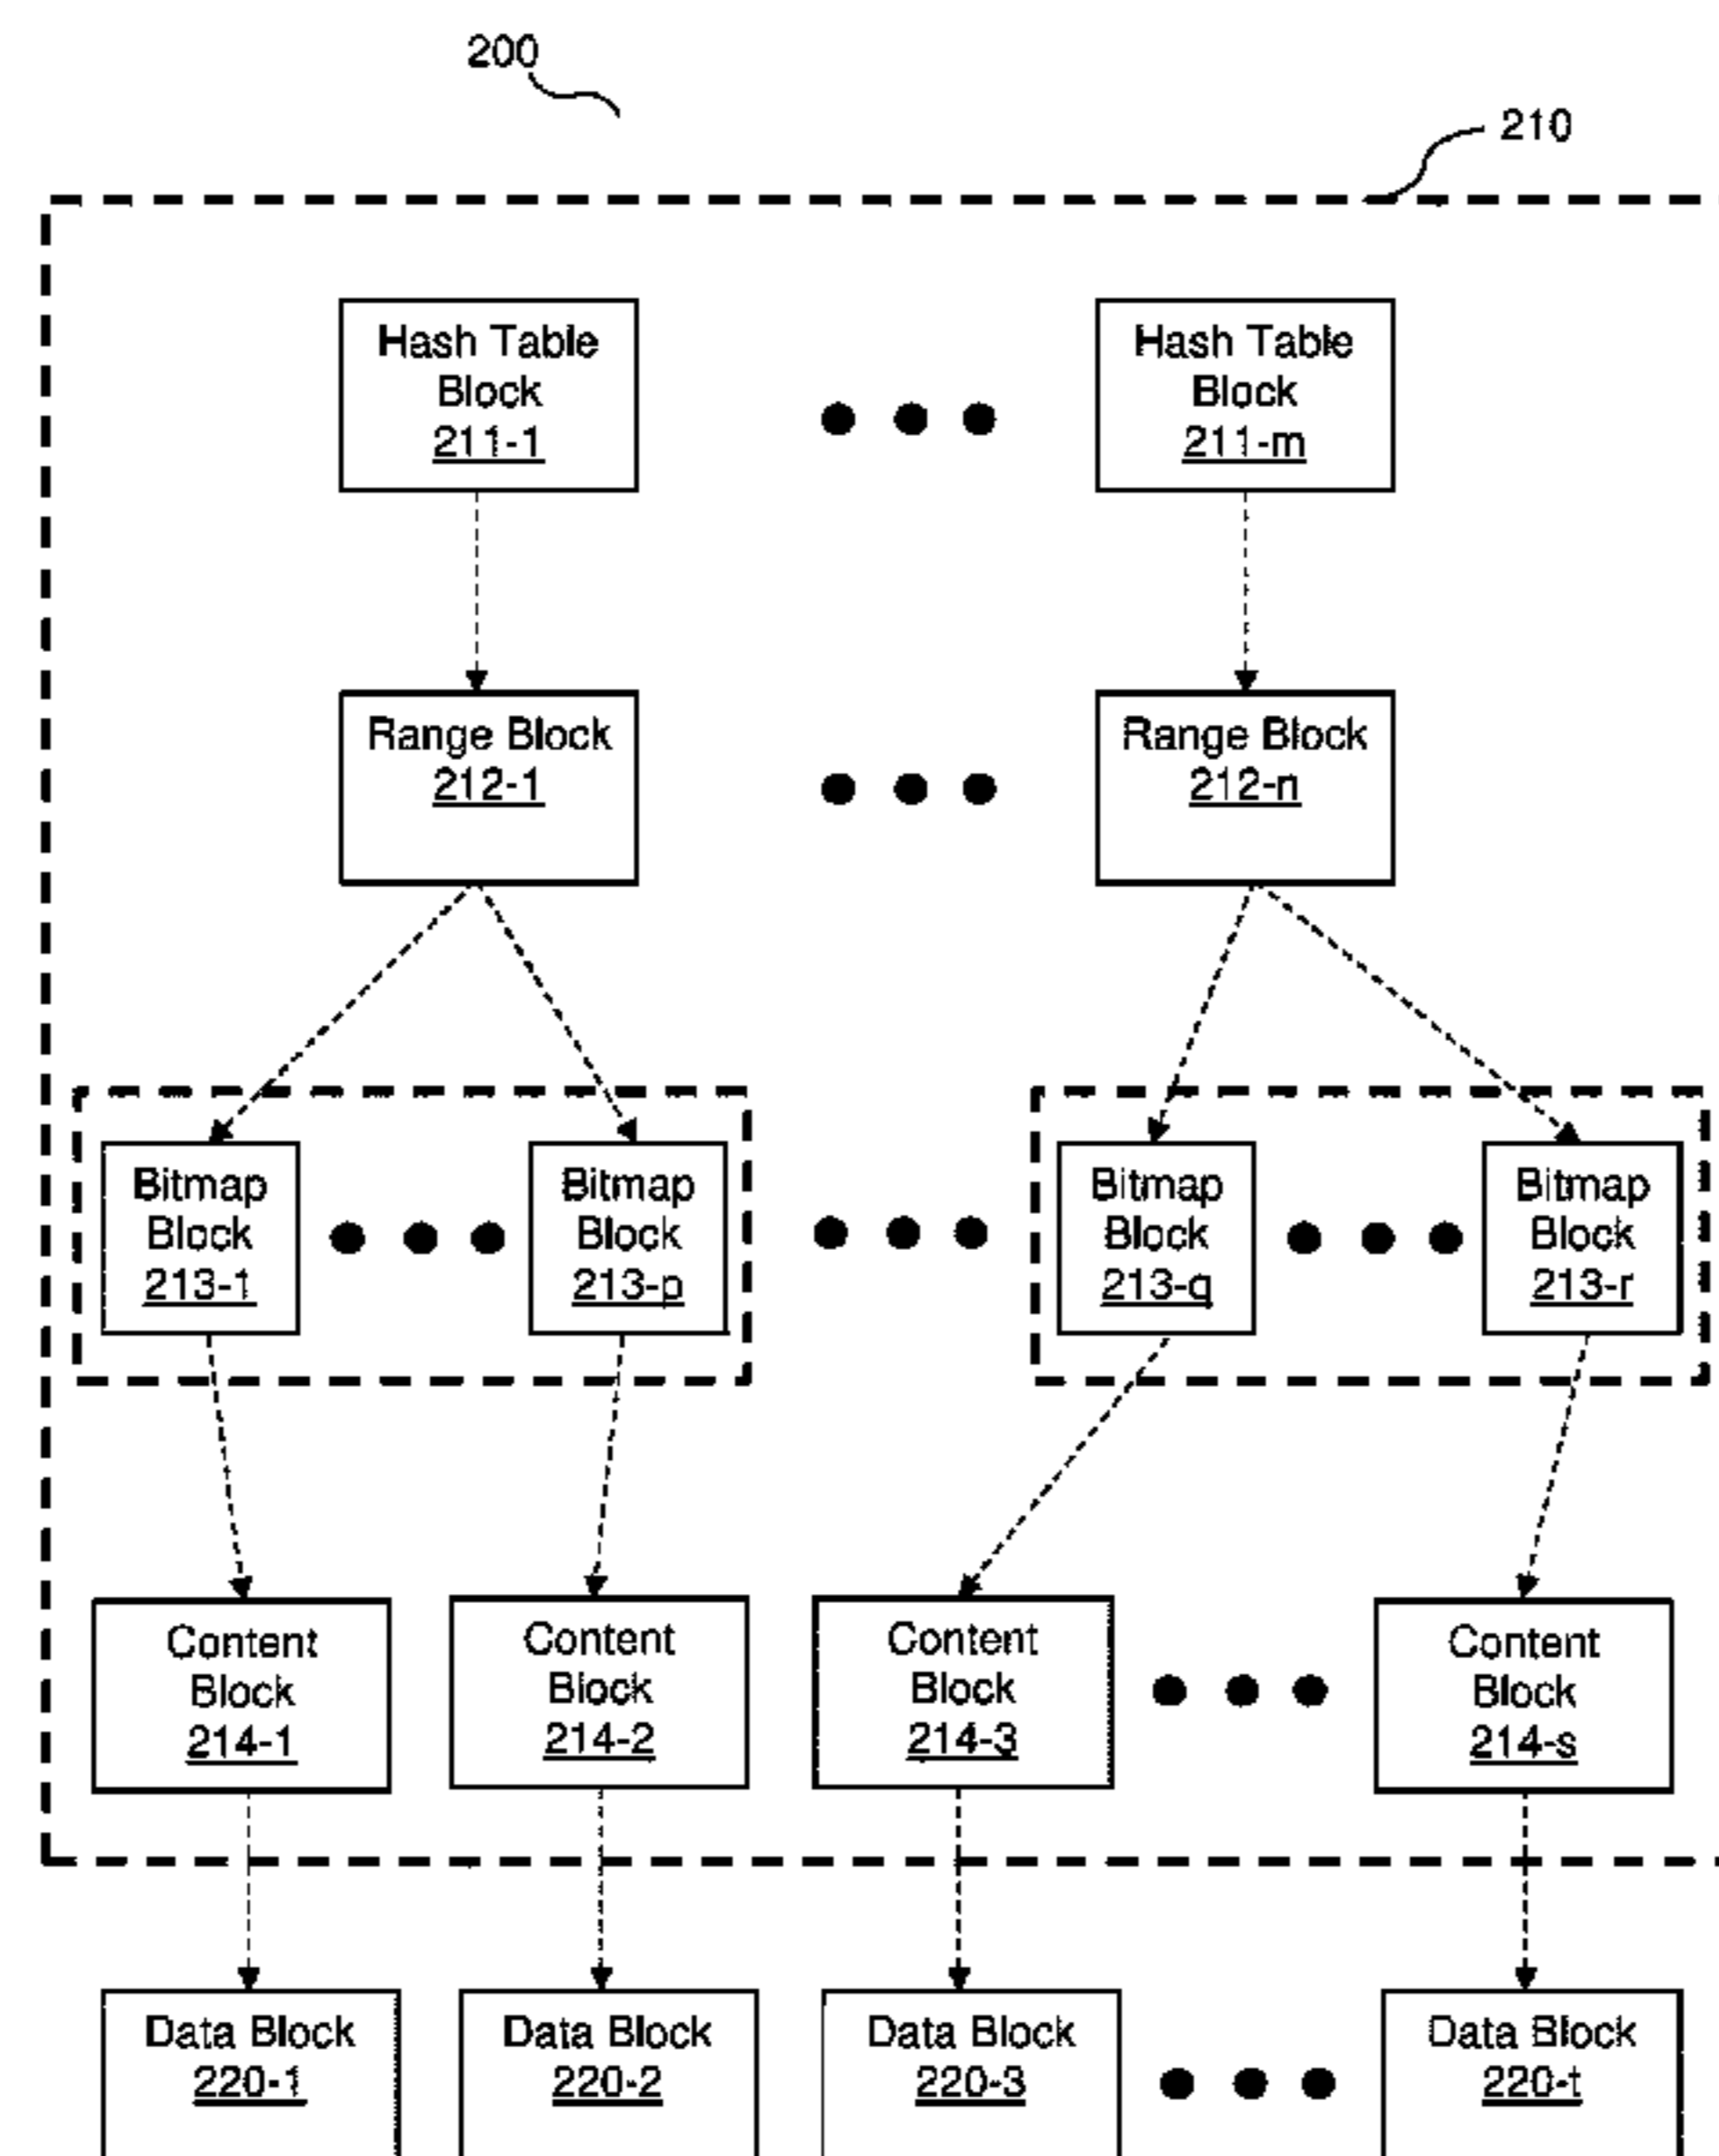 200
210
Hash Table
Block
211-1
Hash Table
Block
211-m
Range Block
212-1
Range Block
212-n
Bitmap
Block
213-1
Bitmap
Block
213-p
Bitmap
Block
213-q
Bitmap
Block
213-r
Content
Block
214-1
Content
Block
214-2
Content
Block
214-3
Content
Block
214-s
Data Block
220-1
Data Block
220-2
Data Block
220-3
Data Block
220-t